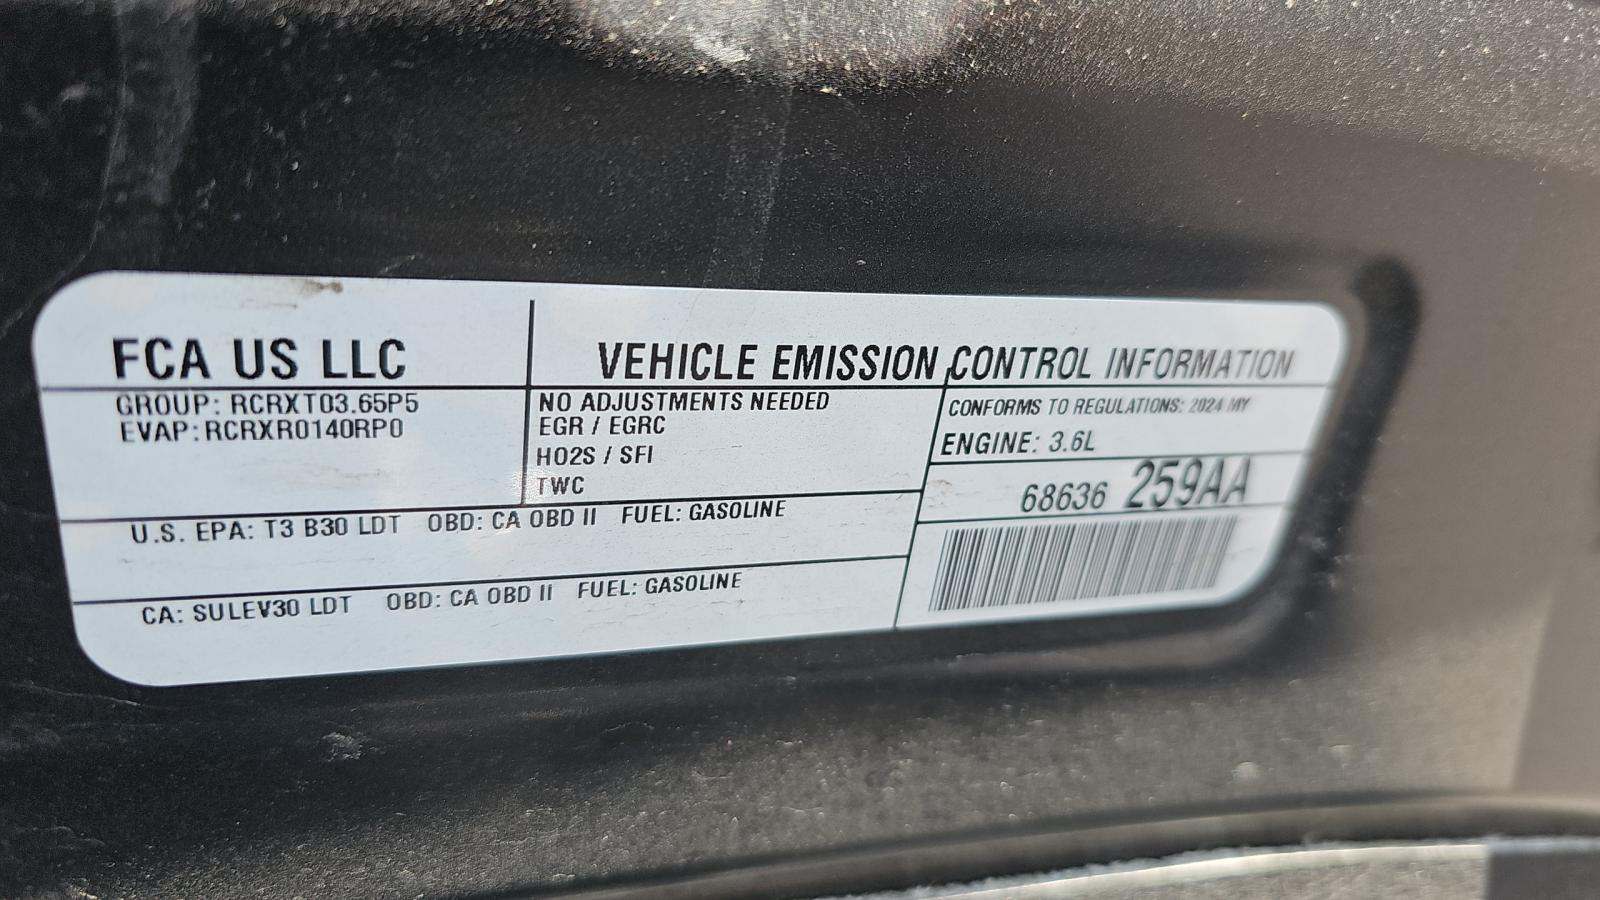 FCA US LLC
VEHICLE EMISSION CONTROL INFORMATION
GROUP: RCRXT03.65P5
EVAP: RCRXR0140RP0
NO ADJUSTMENTS NEEDED
EGR / EGRC
HO2S / SFI
TWC
CONFORMS TO REGULATIONS: 2024 MY
ENGINE: 3.6L
68636 259AA
U.S. EPA: T3 B30 LDT OBD: CA OBD II FUEL: GASOLINE
CA: SULEV30 LDT OBD: CA OBD II FUEL: GASOLINE